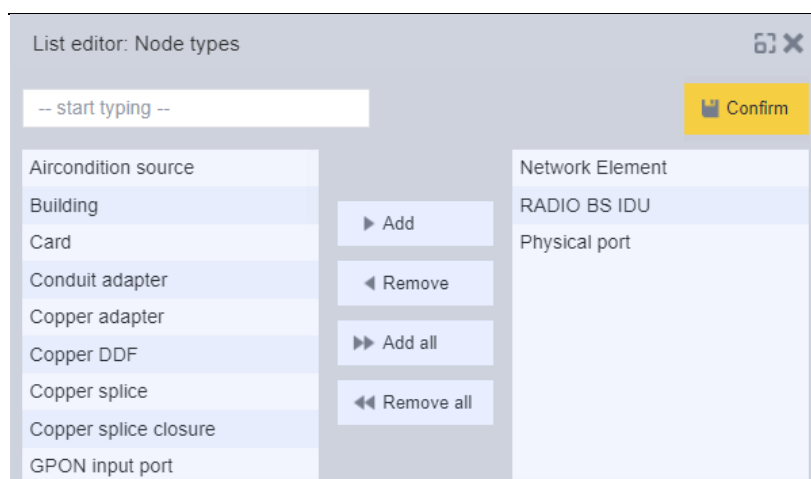 List editor: Node types
-- start typing --
Confirm
Aircondition source
Building
Card
Conduit adapter
Copper adapter
Copper DDF
Copper splice
Copper splice closure
GPON input port
Add
Remove
Add all
Remove all
Network Element
RADIO BS IDU
Physical port